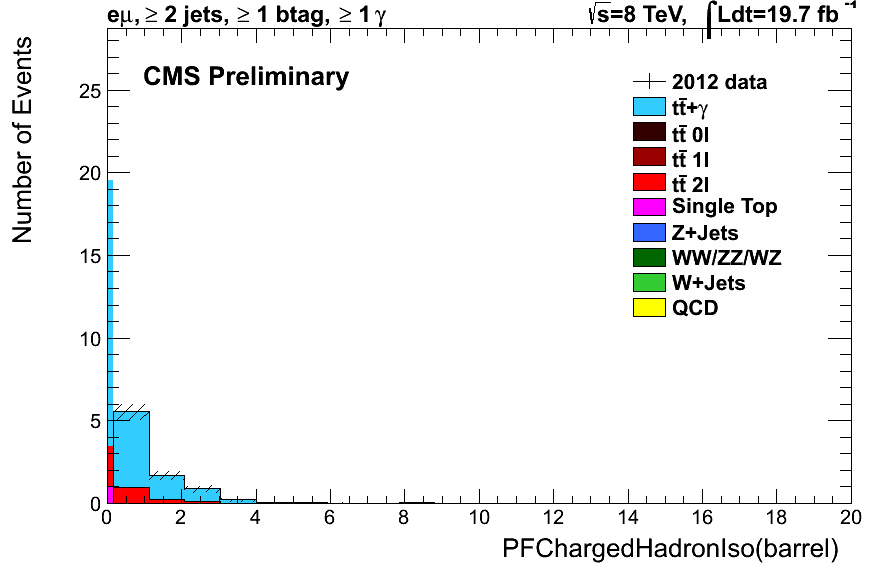 eμ, ≥ 2 jets, ≥ 1 btag, ≥ 1 γ
√s=8 TeV, ∫Ldt=19.7 fb⁻¹
CMS Preliminary
2012 data
tt̄+γ
tt̄ 0l
tt̄ 1l
tt̄ 2l
Single Top
Z+Jets
WW/ZZ/WZ
W+Jets
QCD
Number of Events
25
20
15
10
5
0
0 2 4 6 8 10 12 14 16 18 20
PFChargedHadronIso(barrel)